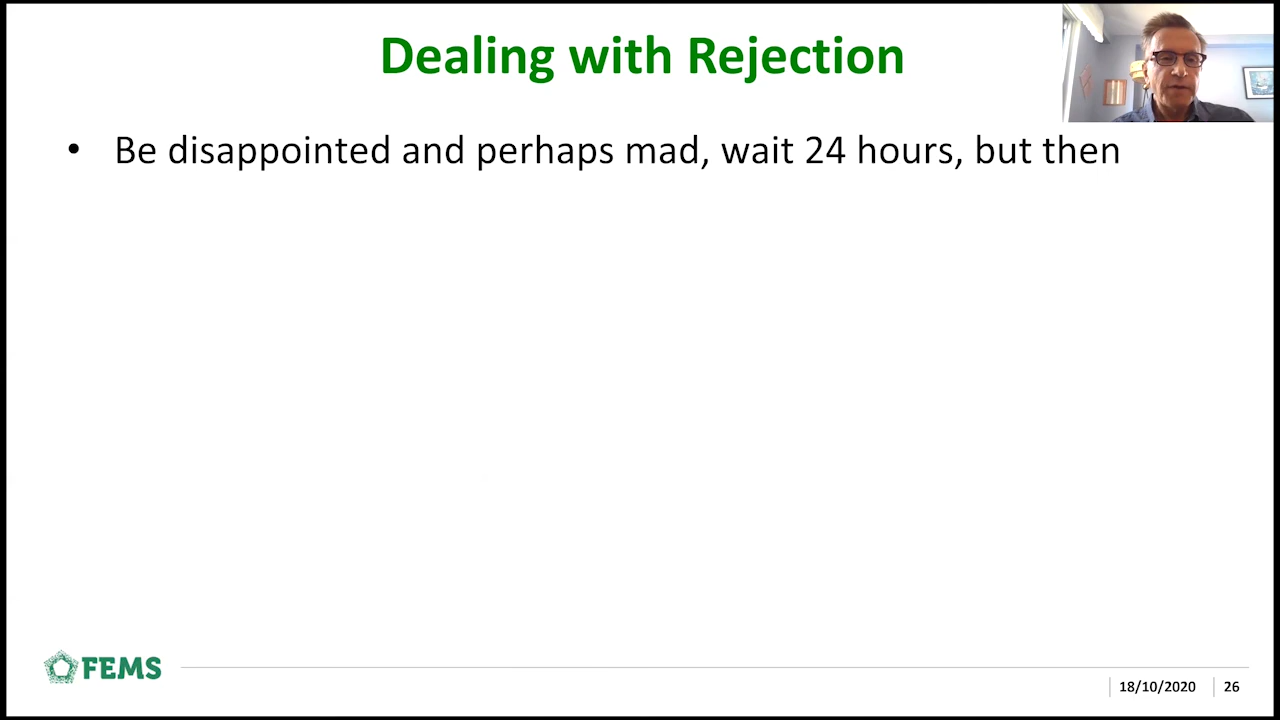 Dealing with Rejection
• Be disappointed and perhaps mad, wait 24 hours, but then
FEMS
18/10/2020
26